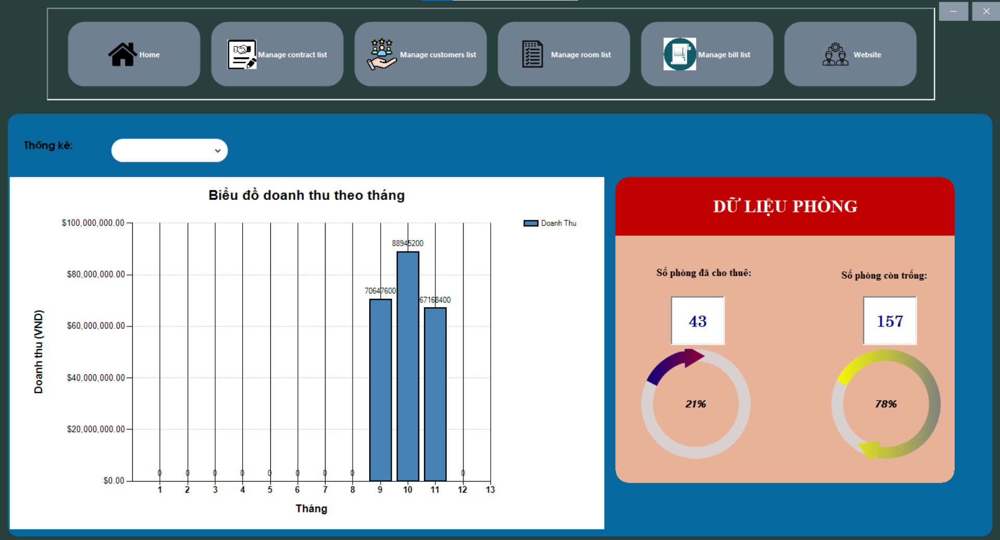 Home
Manage contract list
Manage customers list
Manage room list
Manage bill list
Website
Thống kê:
Biểu đồ doanh thu theo tháng
Doanh Thu
Doanh thu (VND)
$100,000,000.00
$80,000,000.00
$60,000,000.00
$40,000,000.00
$20,000,000.00
$0.00
0 0 0 0 0 0 0 0 70647600 88945200 67168400 0
1 2 3 4 5 6 7 8 9 10 11 12 13
Tháng
DỮ LIỆU PHÒNG
Số phòng đã cho thuê:
43
21%
Số phòng còn trống:
157
78%